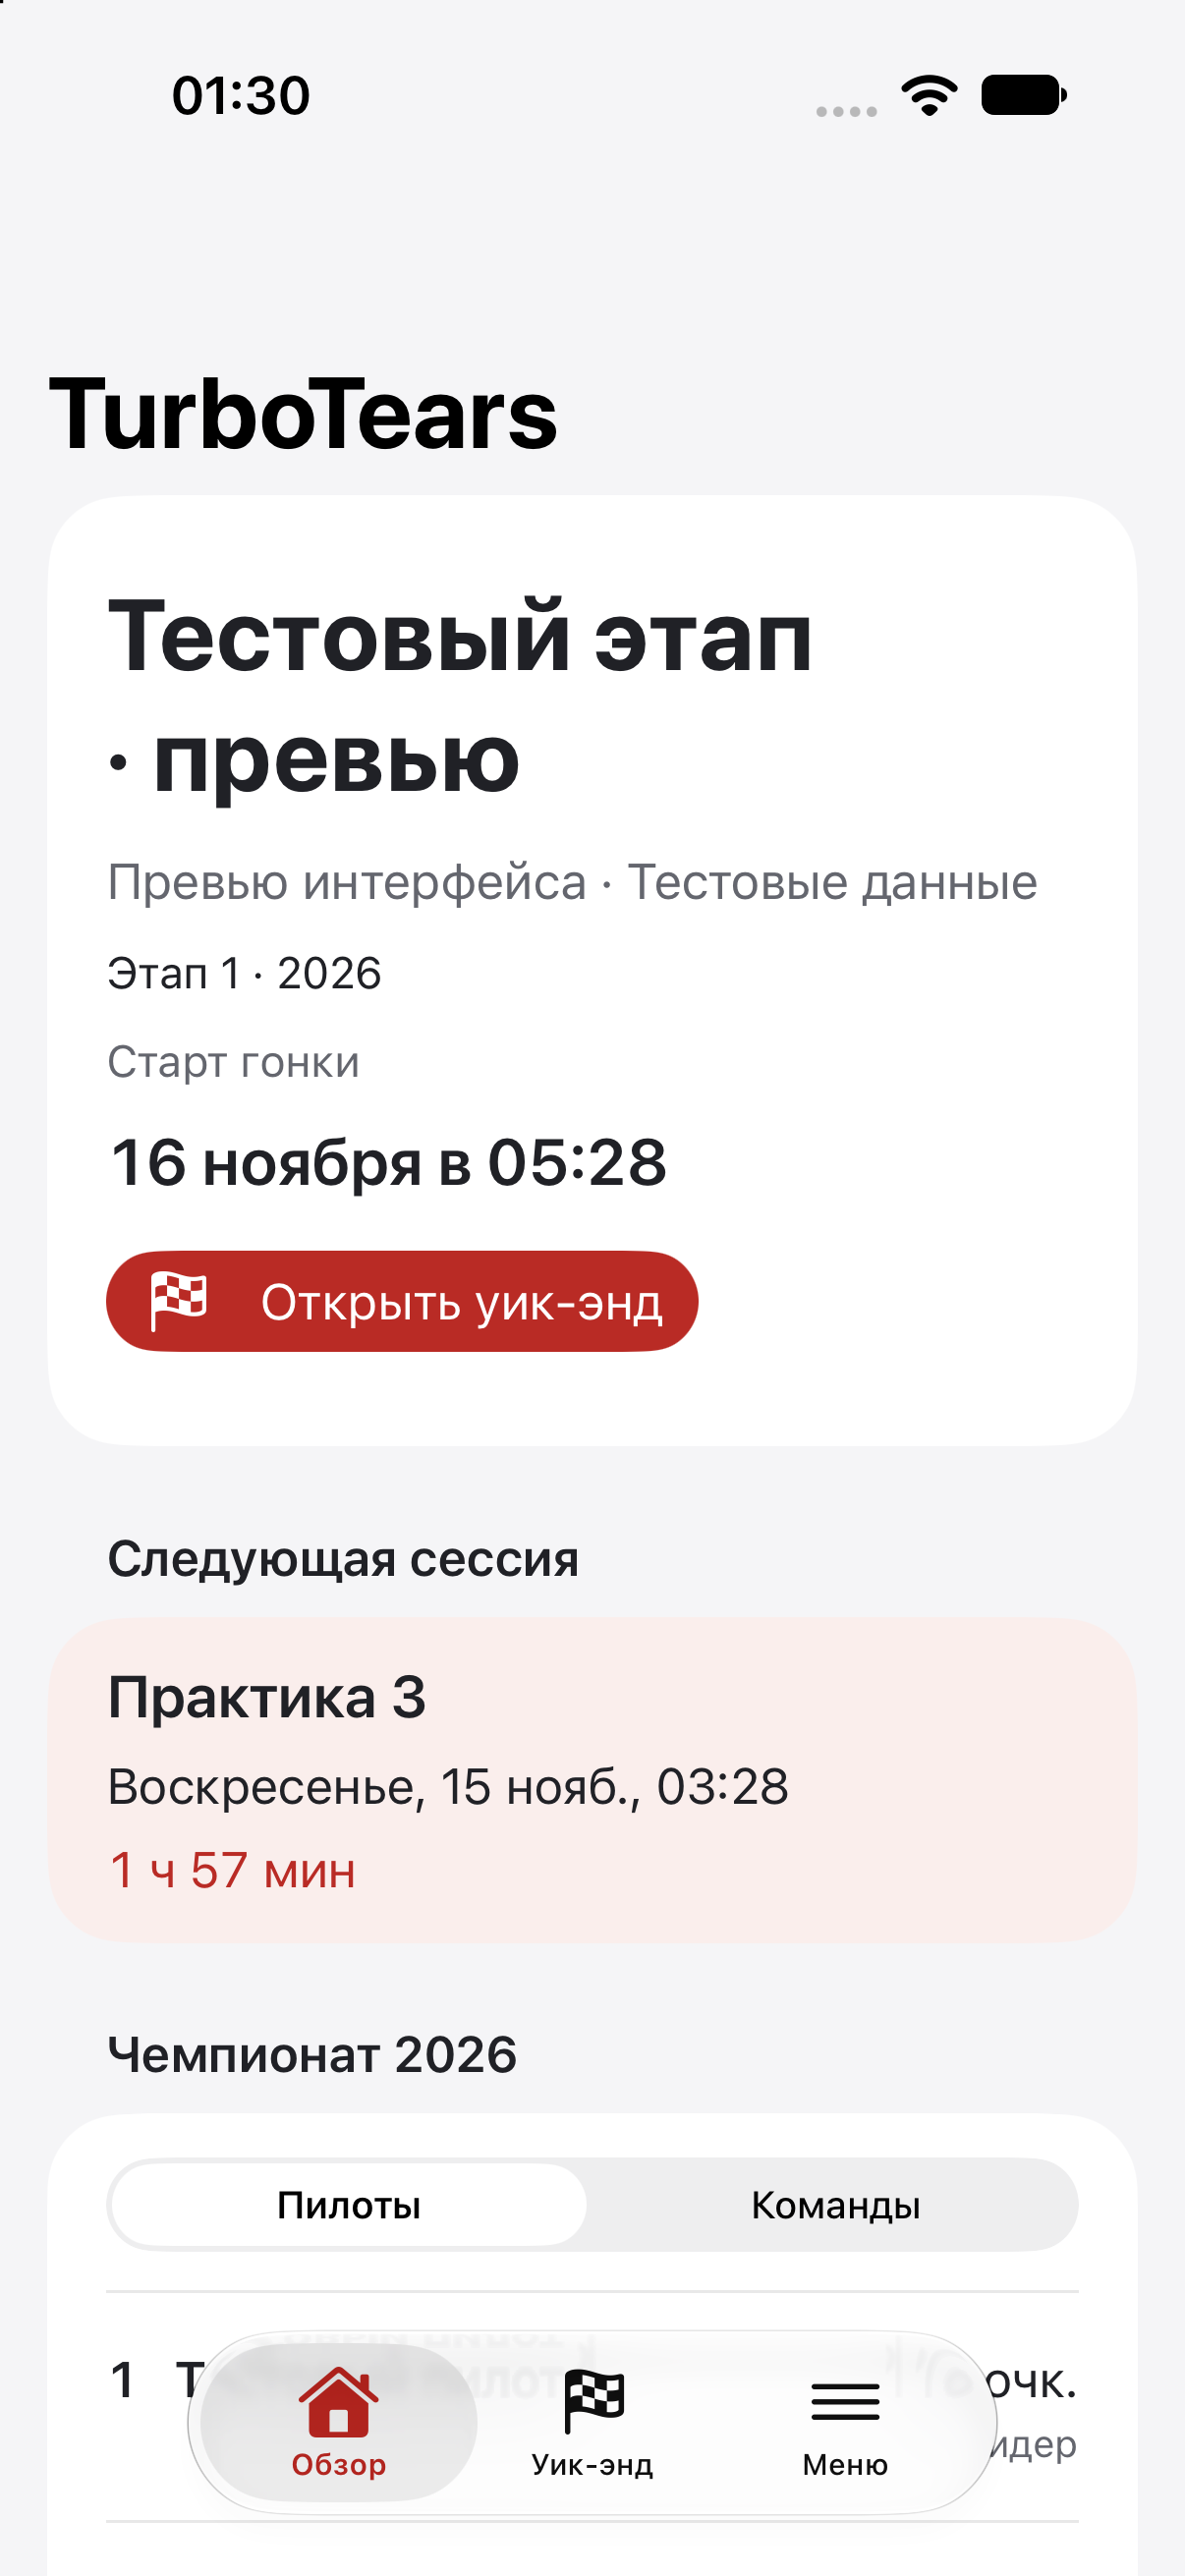 01:30
TurboTears
Тестовый этап
· превью
Превью интерфейса · Тестовые данные
Этап 1 · 2026
Старт гонки
16 ноября в 05:28
Открыть уик-энд
Следующая сессия
Практика 3
Воскресенье, 15 нояб., 03:28
1 ч 57 мин
Чемпионат 2026
Пилоты Команды
1
Обзор Уик-энд Меню